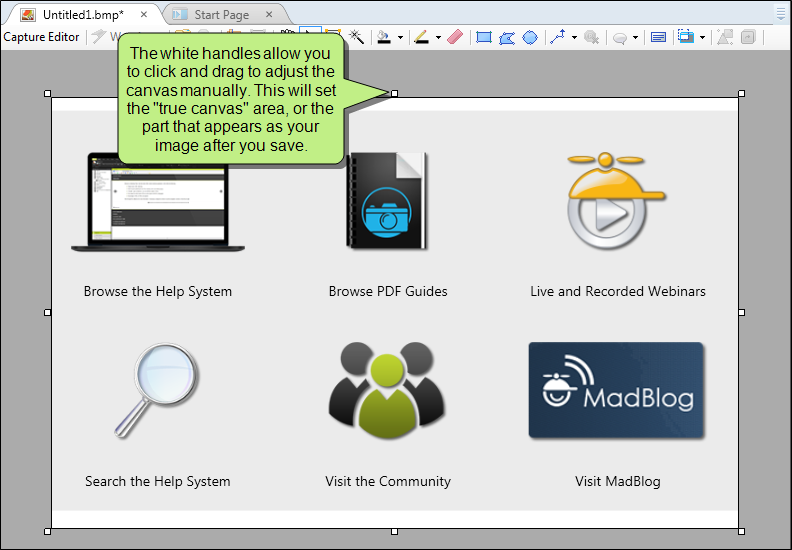 Untitled1.bmp* × Start Page ×
Capture Editor
The white handles allow you
to click and drag to adjust the
canvas manually. This will set
the "true canvas" area, or the
part that appears as your
image after you save.
Browse the Help System Browse PDF Guides Live and Recorded Webinars
MadBlog
Search the Help System Visit the Community Visit MadBlog